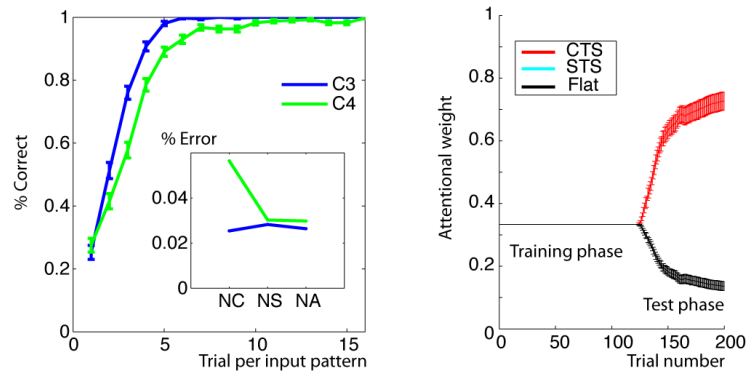 1
0.8
0.6
0.4
0.2
0
% Correct
0
5
10
15
Trial per input pattern
C3
C4
% Error
0.04
0.02
0
NC NS NA
1
0.8
0.6
0.4
0.2
0
Attentional weight
CTS
STS
Flat
Training phase
Test phase
0 50 100 150 200
Trial number